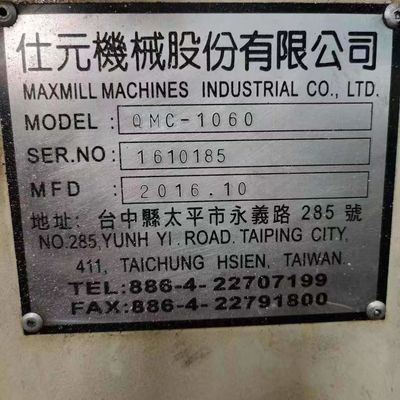 仕元機械股份有限公司
MAXMILL MACHINES INDUSTRIAL CO., LTD.
MODEL : QMC-1060
SER.NO : 1610185
MFD : 2016.10
地址: 台中縣太平市永義路 285 號
NO.285,YUNH YI.ROAD.TAIPING CITY,
411, TAICHUNG HSIEN, TAIWAN
TEL:886-4-22707199
FAX:886-4-22791800